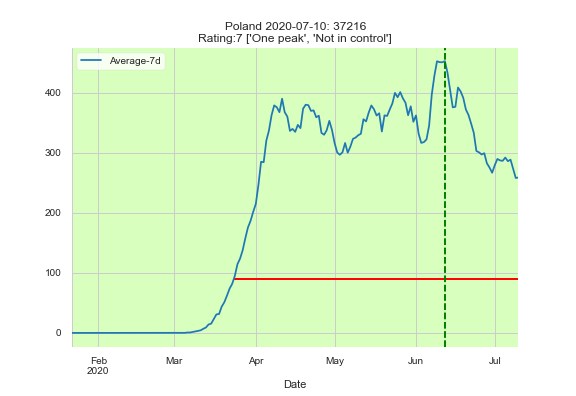 Poland 2020-07-10: 37216
Rating:7 ['One peak', 'Not in control']
Average-7d
400
300
200
100
0
Feb
2020
Mar
Apr
May
Jun
Jul
Date